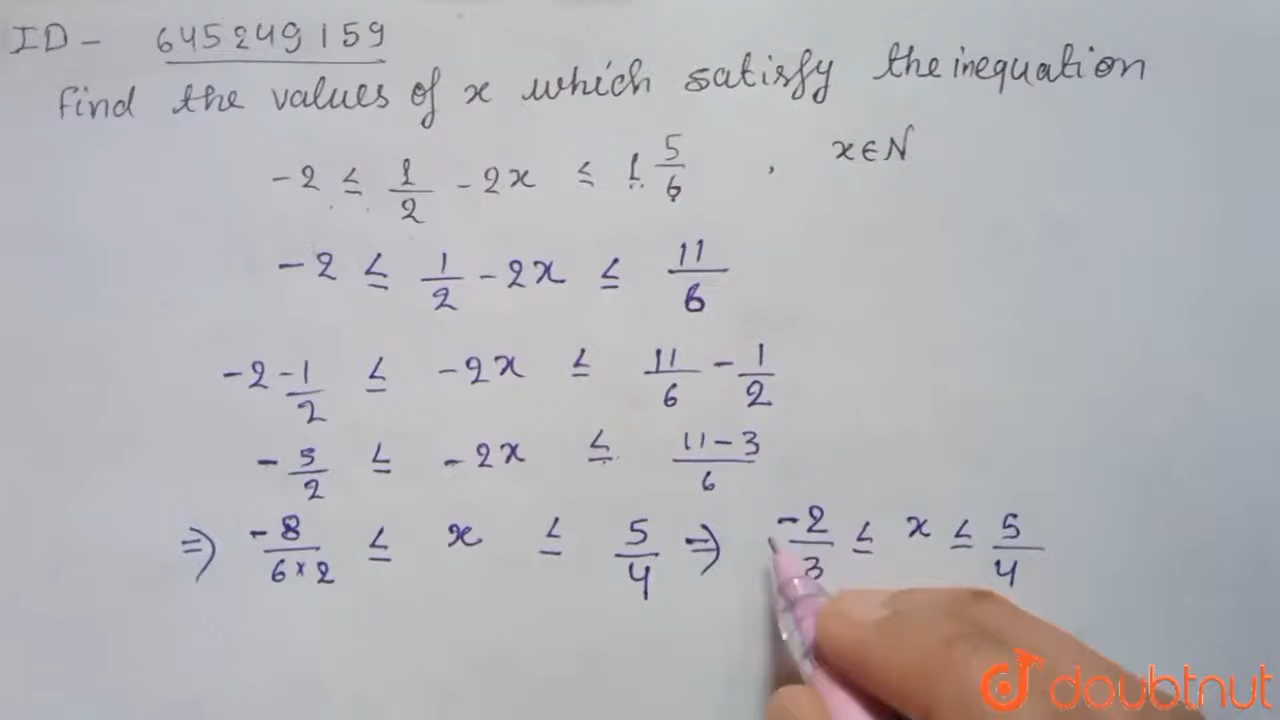 ID - 645249159
Find the values of x which satisfy the inequation
-2 ≤ 1/2 - 2x ≤ 1 5/6 , x∈N
-2 ≤ 1/2 - 2x ≤ 11/6
-2 - 1/2 ≤ -2x ≤ 11/6 - 1/2
-5/2 ≤ -2x ≤ (11-3)/6
⇒ -8/(6×2) ≤ x ≤ 5/4 ⇒ -2/3 ≤ x ≤ 5/4
doubtnut